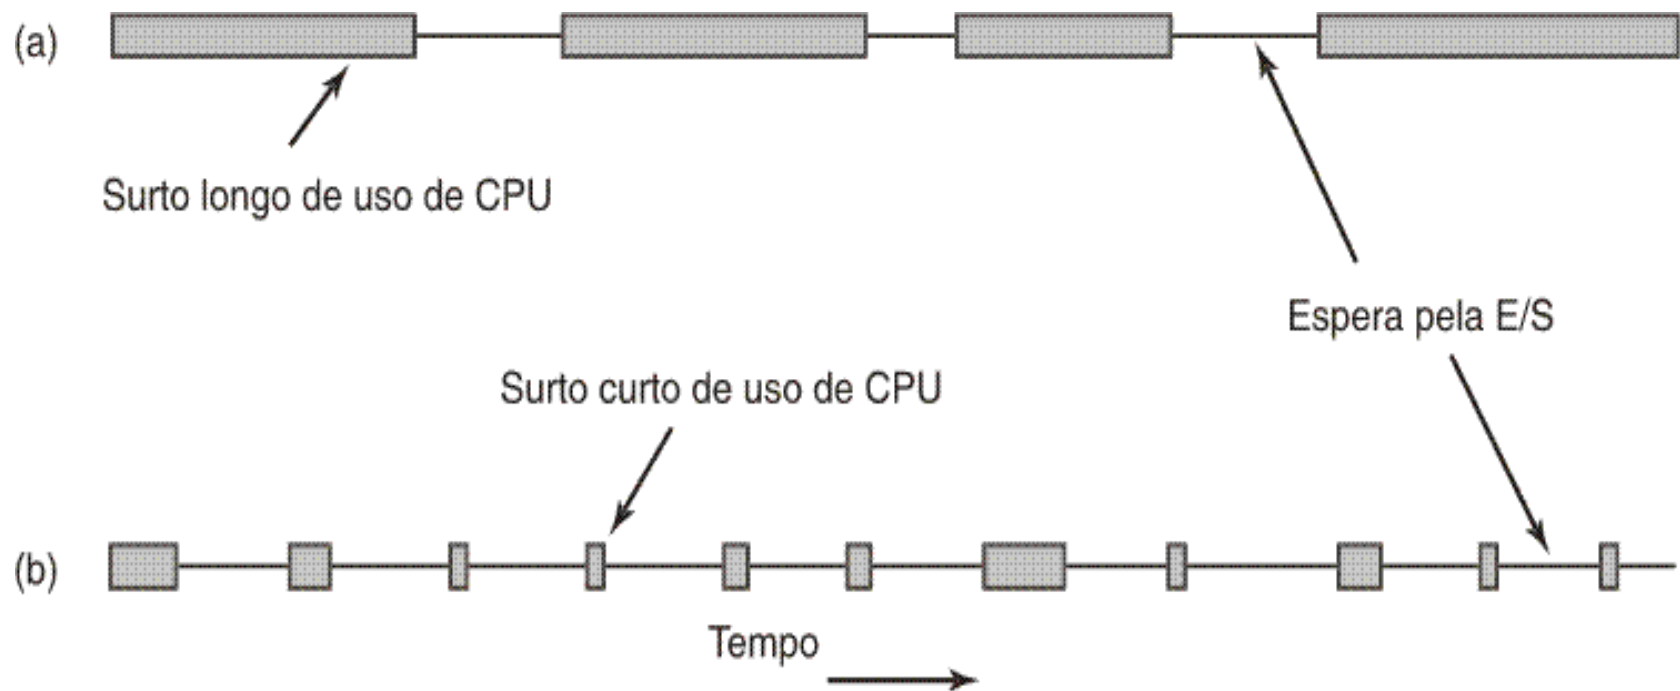 (a)
Surto longo de uso de CPU
Espera pela E/S
Surto curto de uso de CPU
(b)
Tempo